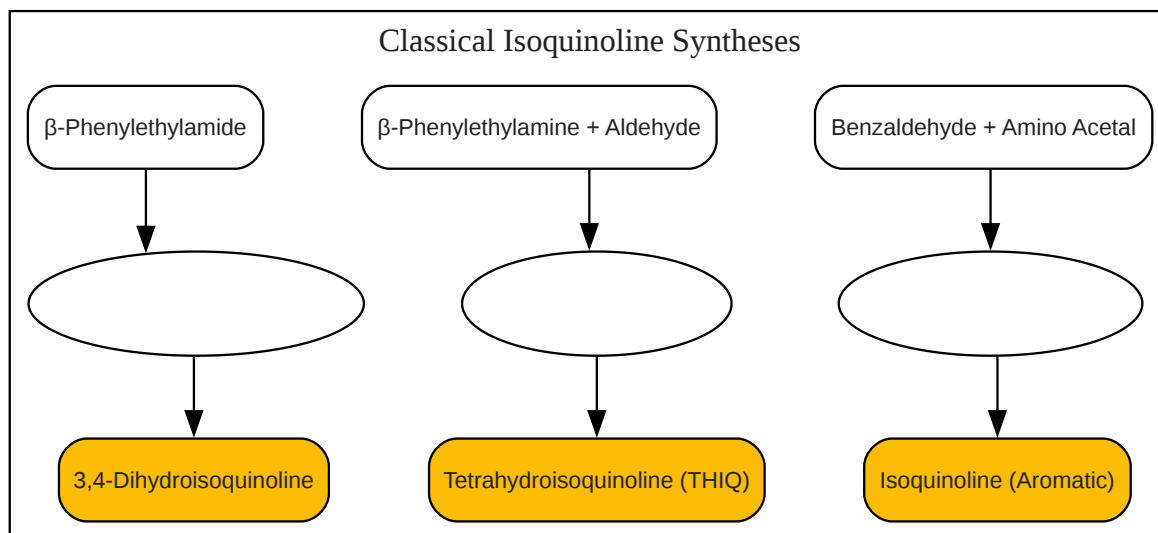 Classical Isoquinoline Syntheses
β-Phenylethylamide
β-Phenylethylamine + Aldehyde
Benzaldehyde + Amino Acetal
3,4-Dihydroisoquinoline
Tetrahydroisoquinoline (THIQ)
Isoquinoline (Aromatic)